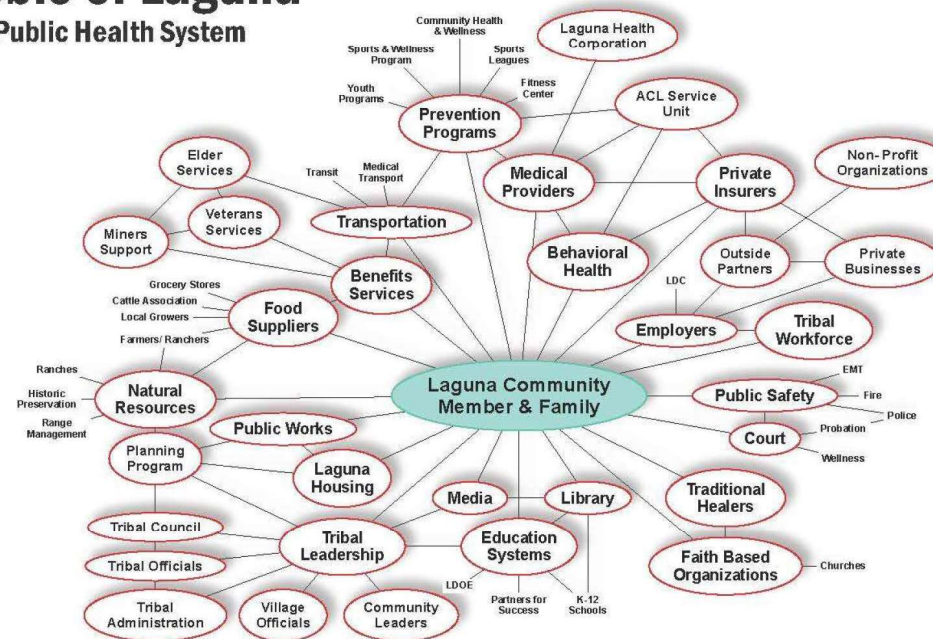 Public Health System
Community Health
& Wellness
Sports & Wellness
Program
Sports
Leagues
Youth
Programs
Fitness
Center
Prevention
Programs
Laguna Health
Corporation
ACL Service
Unit
Non- Profit
Organizations
Elder
Services
Transit
Medical
Transport
Medical
Providers
Private
Insurers
Miners
Support
Veterans
Services
Transportation
Behavioral
Health
Outside
Partners
Private
Businesses
Benefits
Services
LDC
Grocery Stores
Cattle Association
Local Growers
Farmers/ Ranchers
Food
Suppliers
Employers
Tribal
Workforce
Ranches
Historic
Preservation
Range
Management
Natural
Resources
Laguna Community
Member & Family
Public Safety
EMT
Fire
Police
Probation
Court
Wellness
Public Works
Planning
Program
Laguna
Housing
Media
Library
Traditional
Healers
Tribal Council
Tribal Officials
Tribal
Administration
Tribal
Leadership
Education
Systems
Faith Based
Organizations
Churches
LDOE
Partners for
Success
K-12
Schools
Village
Officials
Community
Leaders